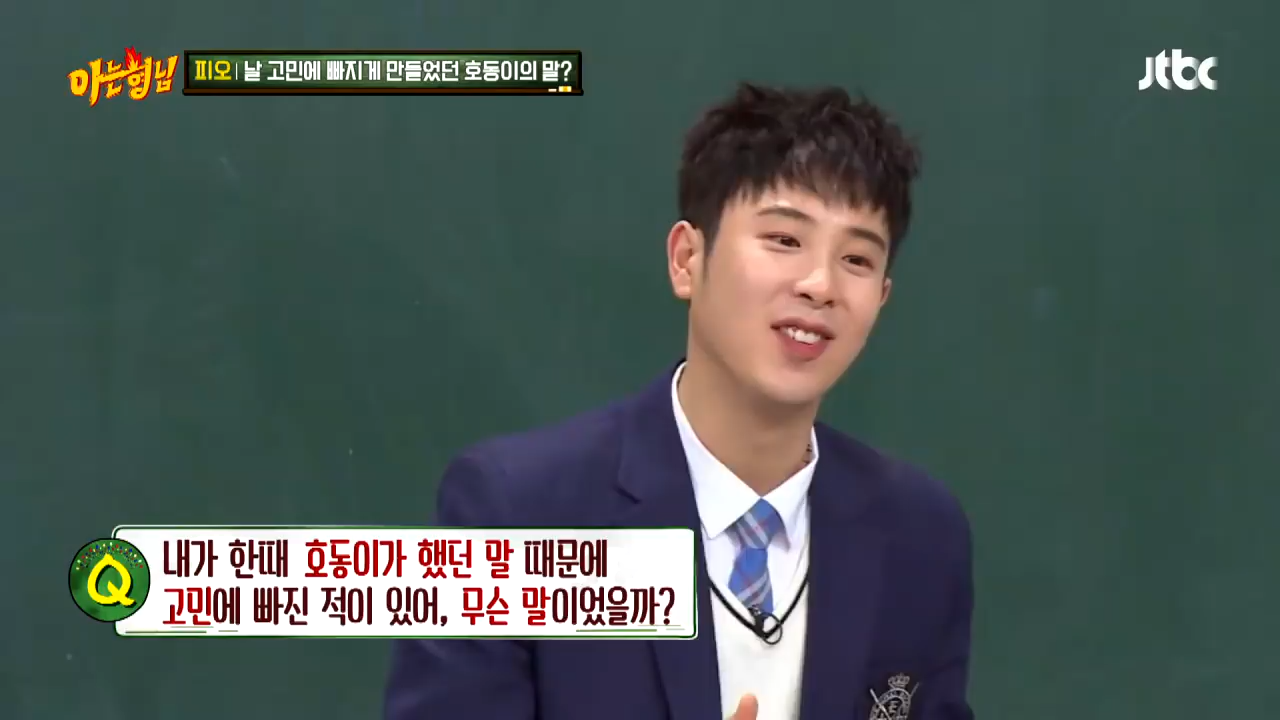 아는형님
피오 | 날 고민에 빠지게 만들었던 호동이의 말?
jtbc
Q
내가 한때 호동이가 했던 말 때문에
고민에 빠진 적이 있어, 무슨 말이었을까?